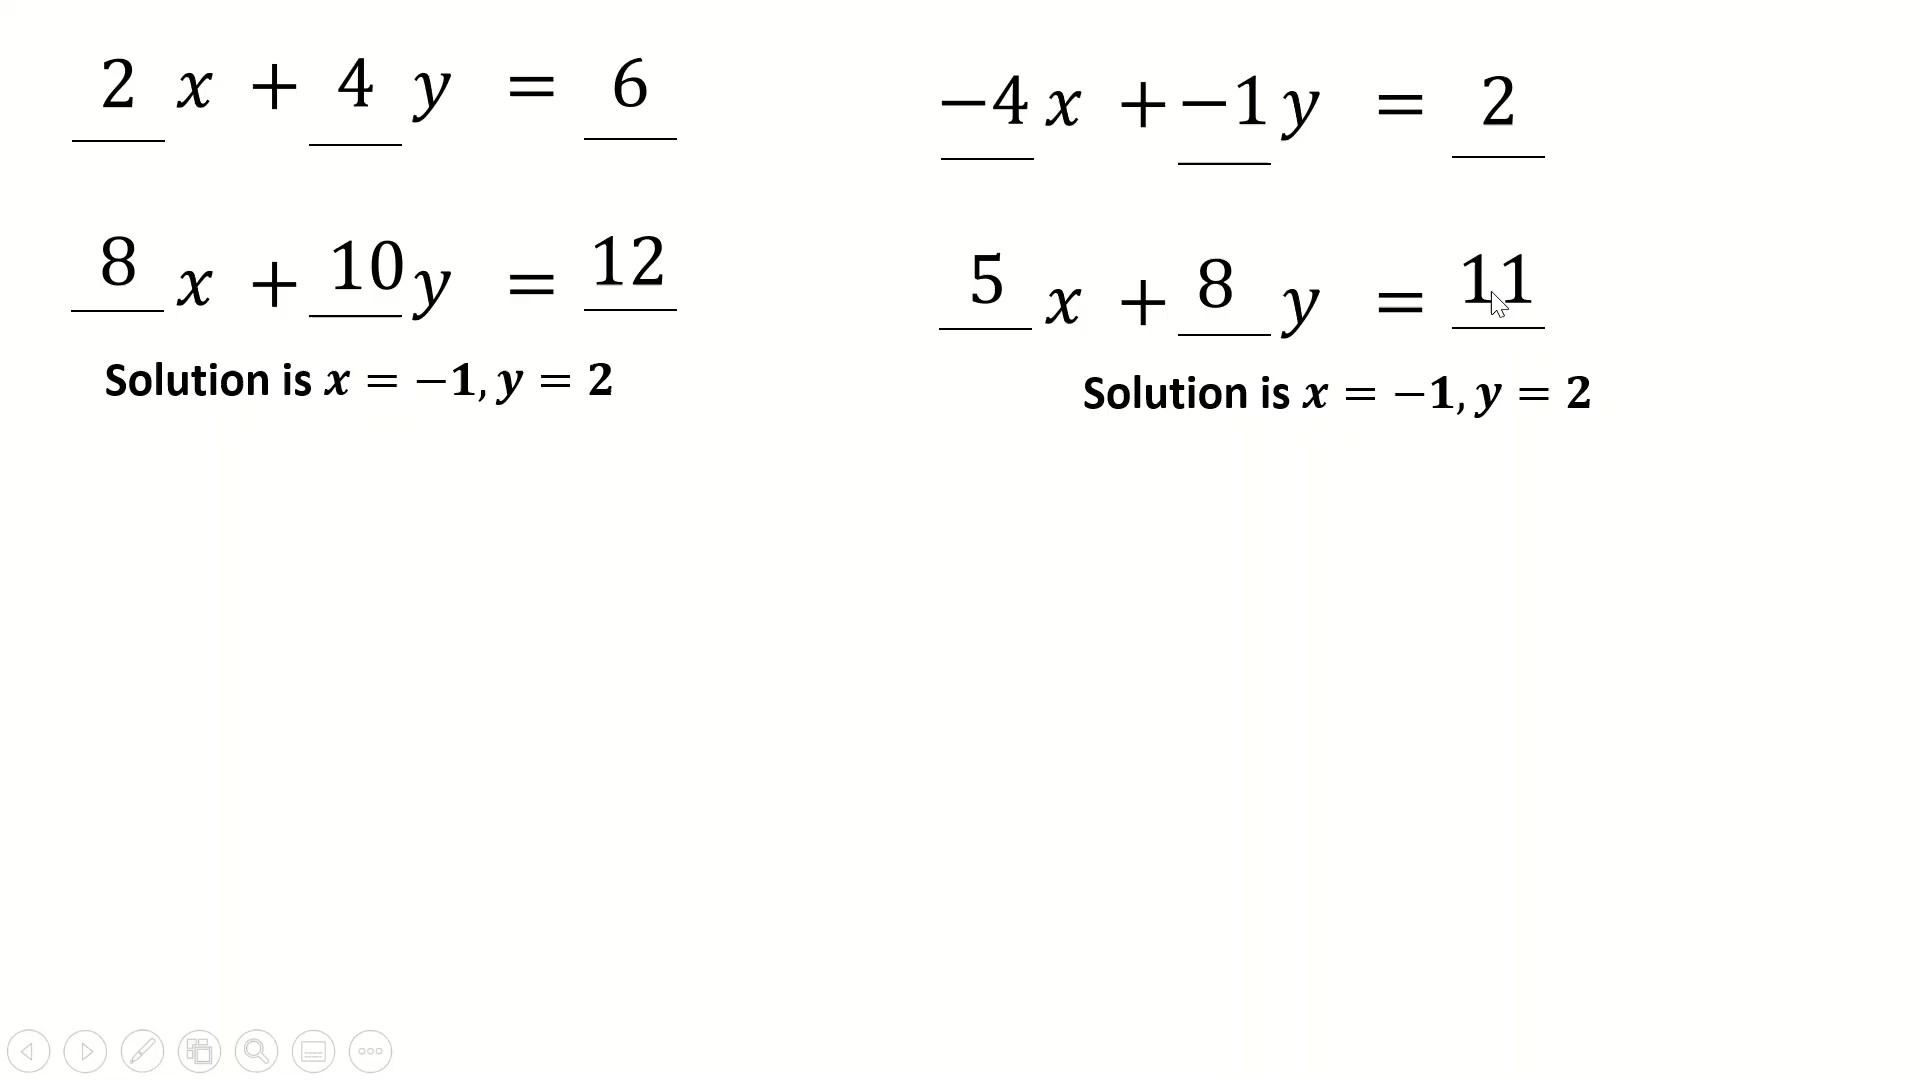 2 x + 4 y = 6
8 x + 10 y = 12
Solution is x = −1, y = 2
−4 x + −1 y = 2
5 x + 8 y = 11
Solution is x = −1, y = 2